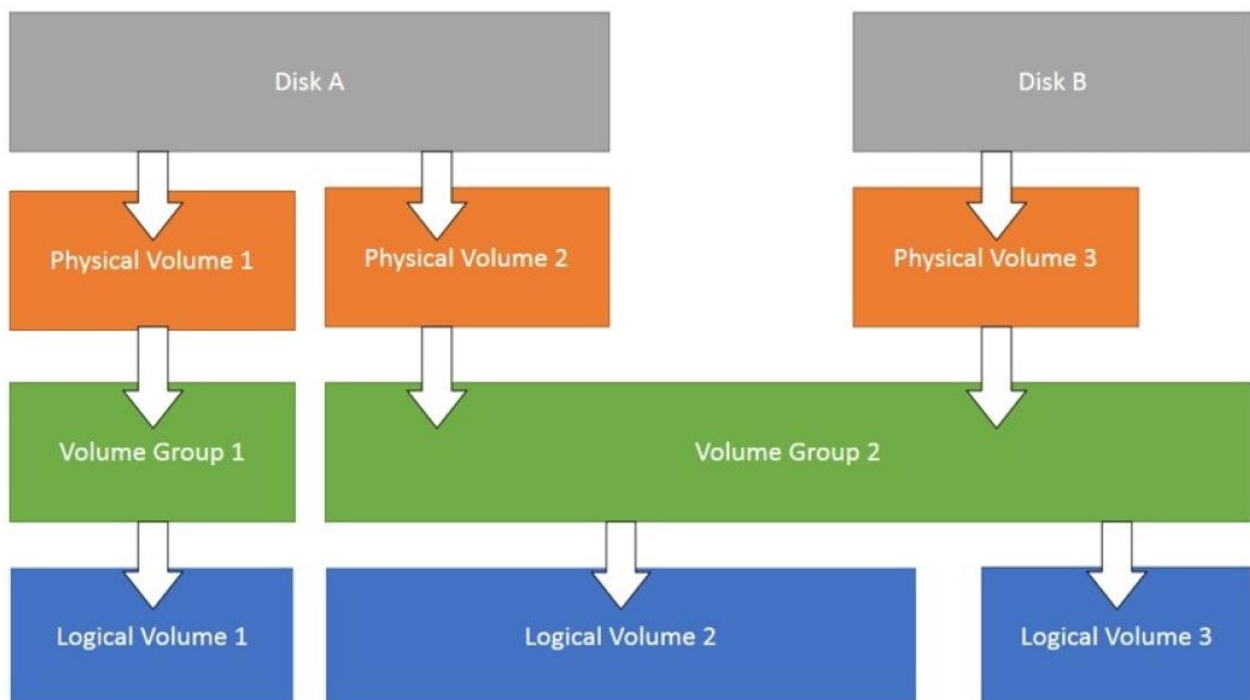 Disk A
Disk B
Physical Volume 1
Physical Volume 2
Physical Volume 3
Volume Group 1
Volume Group 2
Logical Volume 1
Logical Volume 2
Logical Volume 3